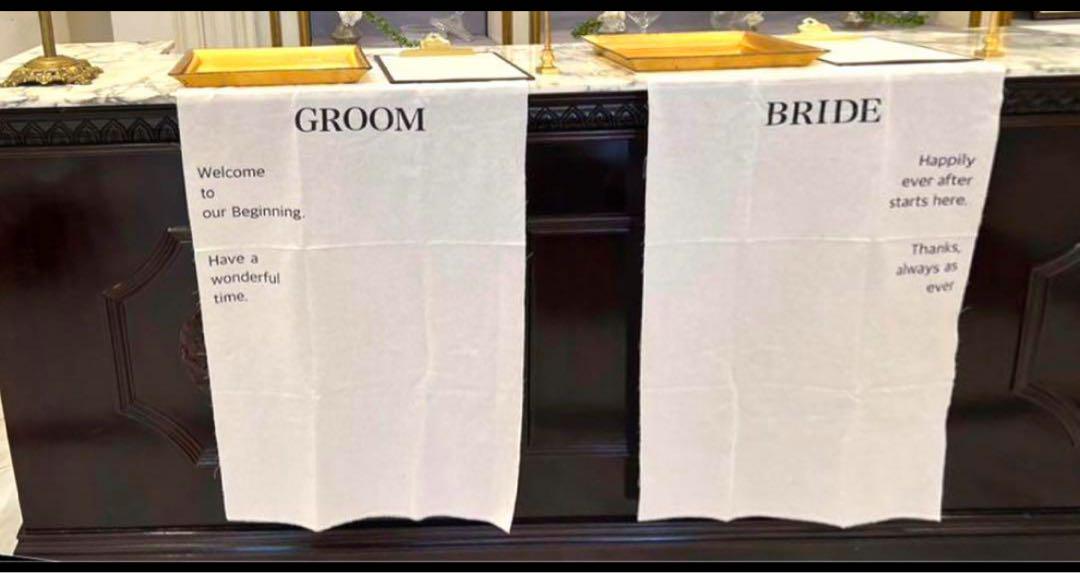 GROOM
Welcome
to
our Beginning.
Have a
wonderful
time.
BRIDE
Happily
ever after
starts here.
Thanks,
always as
ever